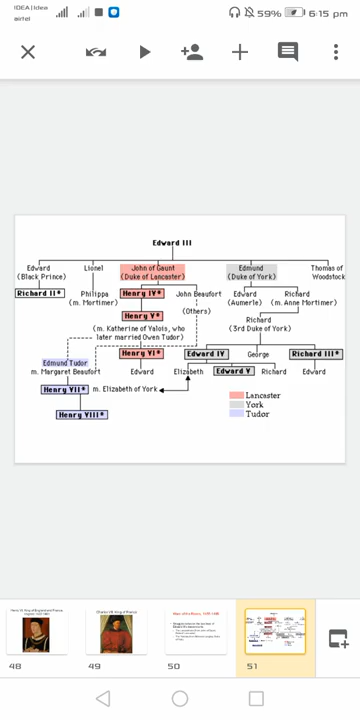 IDEA|Idea
airtel
59%
6:15 pm
Edward III
Edward
(Black Prince)
Lionel
John of Gaunt
(Duke of Lancaster)
Edmund
(Duke of York)
Thomas of
Woodstock
Richard II*
Philippa
(m. Mortimer)
Henry IV*
John Beaufort
Edward
(Aumerle)
Richard
(m. Anne Mortimer)
Henry V*
(Others)
(m. Katherine of Valois, who
later married Owen Tudor)
Richard
(3rd Duke of York)
Edmund Tudor
m. Margaret Beaufort
Henry VI*
Edward
Edward IV
George
Richard III*
Elizabeth
Edward V
Richard
Edward
Henry VII*
m. Elizabeth of York
Henry VIII*
Lancaster
York
Tudor
48
49
50
51